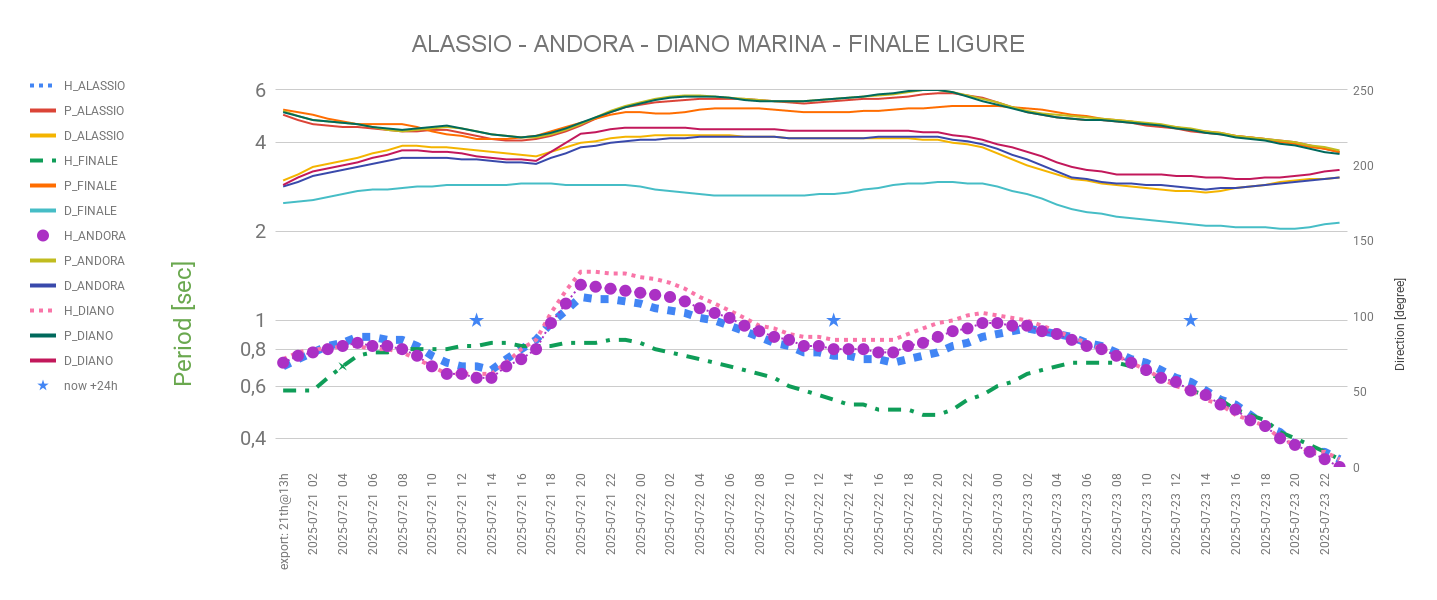 ALASSIO - ANDORA - DIANO MARINA - FINALE LIGURE
H_ALASSIO
P_ALASSIO
D_ALASSIO
H_FINALE
P_FINALE
D_FINALE
H_ANDORA
P_ANDORA
D_ANDORA
H_DIANO
P_DIANO
D_DIANO
now +24h
Period [sec]
6
4
2
1
0,8
0,6
0,4
250
200
150
100
50
0
Direction [degree]
export: 21th@13h
2025-07-21 02
2025-07-21 04
2025-07-21 06
2025-07-21 08
2025-07-21 10
2025-07-21 12
2025-07-21 14
2025-07-21 16
2025-07-21 18
2025-07-21 20
2025-07-21 22
2025-07-22 00
2025-07-22 02
2025-07-22 04
2025-07-22 06
2025-07-22 08
2025-07-22 10
2025-07-22 12
2025-07-22 14
2025-07-22 16
2025-07-22 18
2025-07-22 20
2025-07-22 22
2025-07-23 00
2025-07-23 02
2025-07-23 04
2025-07-23 06
2025-07-23 08
2025-07-23 10
2025-07-23 12
2025-07-23 14
2025-07-23 16
2025-07-23 18
2025-07-23 20
2025-07-23 22